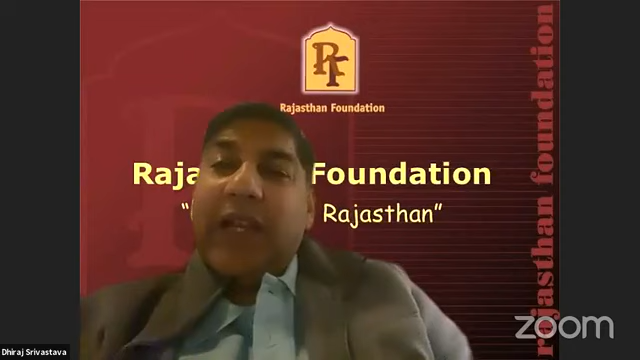 RF
Rajasthan Foundation
Raja Foundation
“ Rajasthan”
rajasthan foundation
zoom
Dhiraj Srivastava